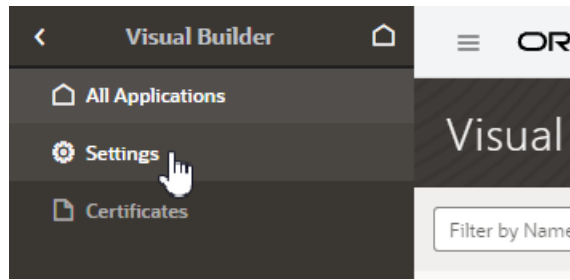 Visual Builder
All Applications
Settings
Certificates
OR
Visual
Filter by Name